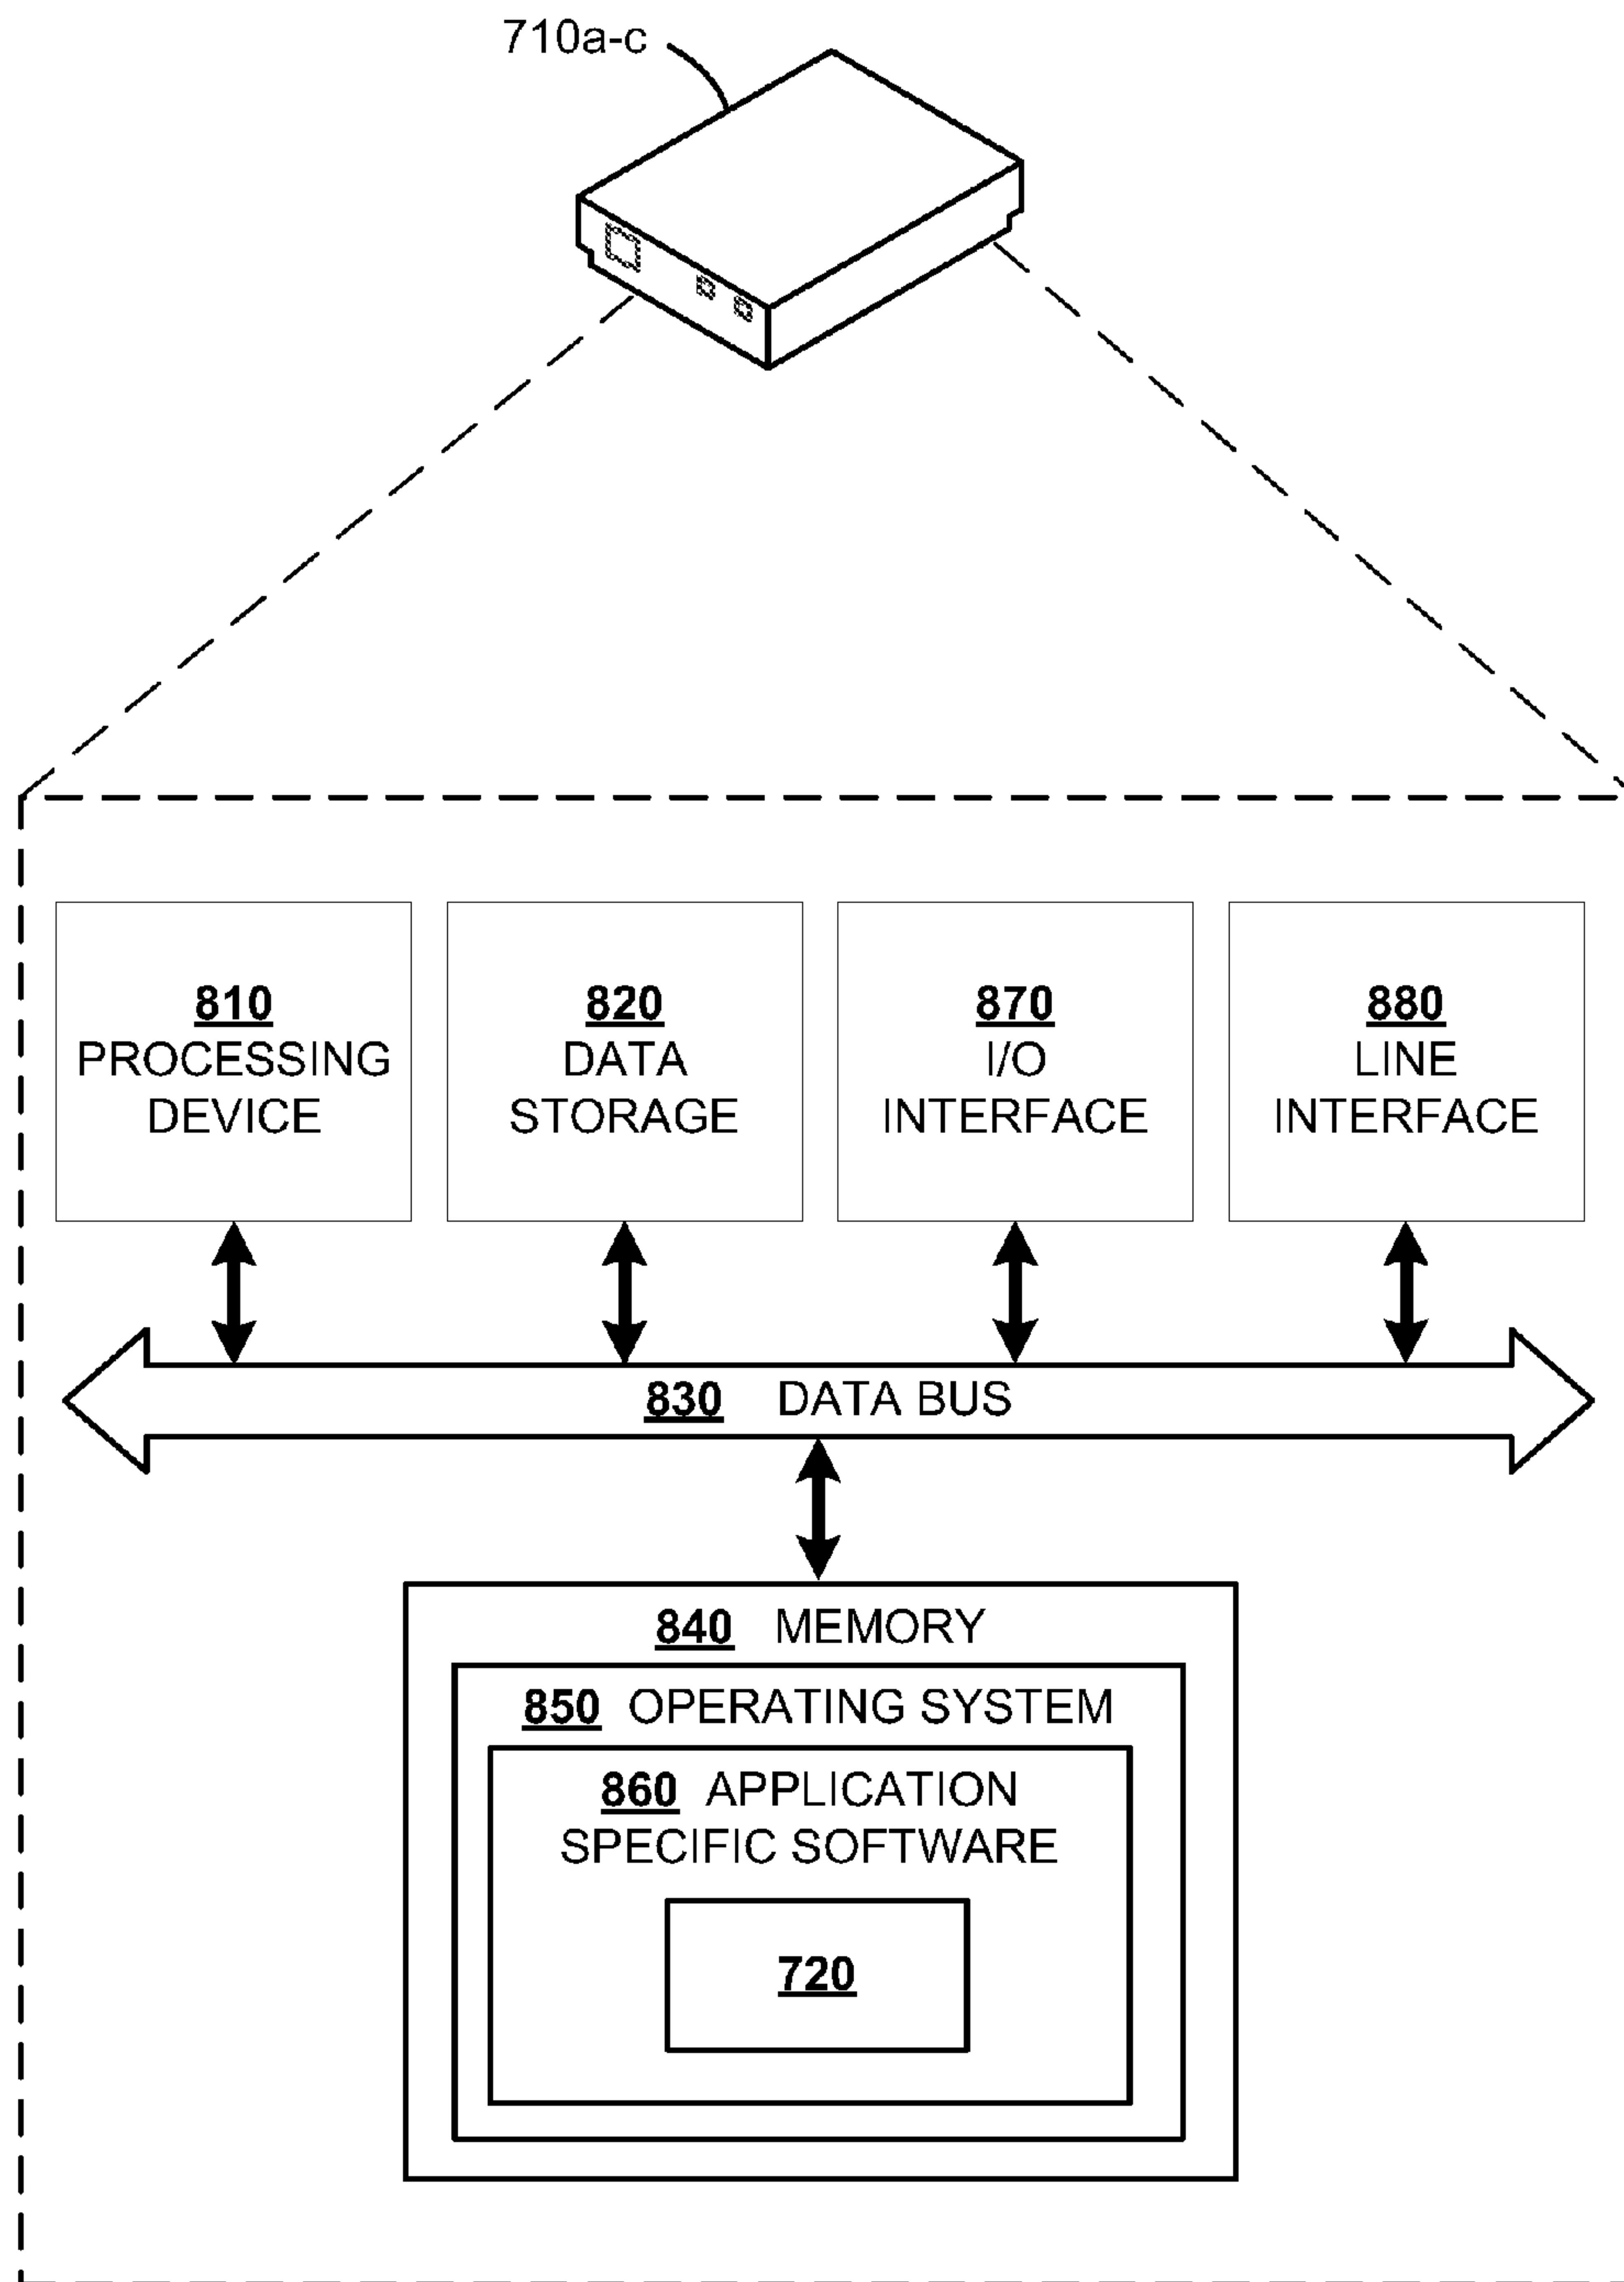 710a-c
810
PROCESSING
DEVICE
820
DATA
STORAGE
870
I/O
INTERFACE
880
LINE
INTERFACE
830 DATA BUS
840 MEMORY
850 OPERATING SYSTEM
860 APPLICATION
SPECIFIC SOFTWARE
720